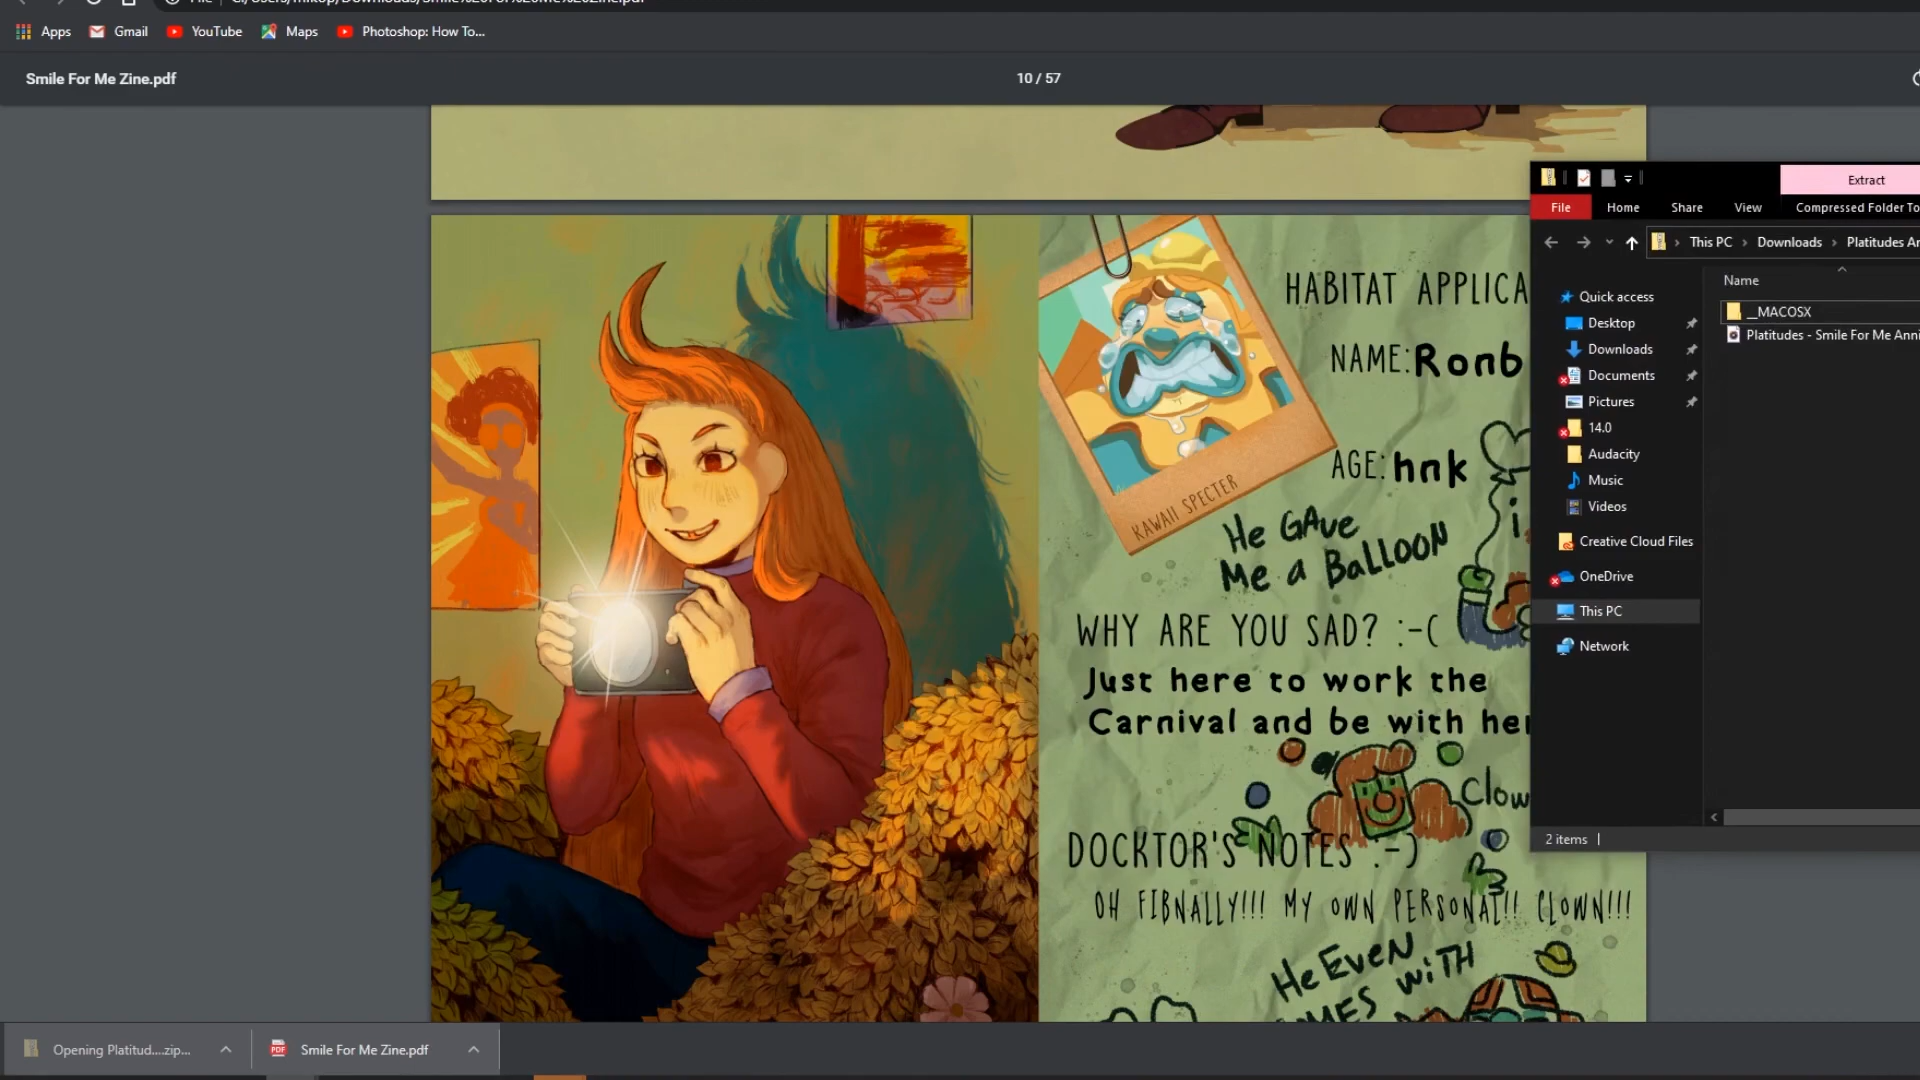 Apps
Gmail
YouTube
Maps
Photoshop: How To...
Smile For Me Zine.pdf
10 / 57
HABITAT APPLICA
NAME: Ronb
AGE: hnk
KAWAII SPECTER
He GAve
Me a BaLLOON
WHY ARE YOU SAD? :-(
Just here to work the
Carnival and be with her
Clow
DOCKTOR'S NOTES :-)
OH FIBNALLY!!! MY OWN PERSONAL!! CLOWN!!!
He EveN
WiTH
Extract
File
Home
Share
View
Compressed Folder To
This PC
Downloads
Platitudes An
Name
Quick access
Desktop
Downloads
Documents
Pictures
14.0
Audacity
Music
Videos
Creative Cloud Files
OneDrive
This PC
Network
__MACOSX
Platitudes - Smile For Me Anni
2 items
Opening Platitud....zip...
Smile For Me Zine.pdf